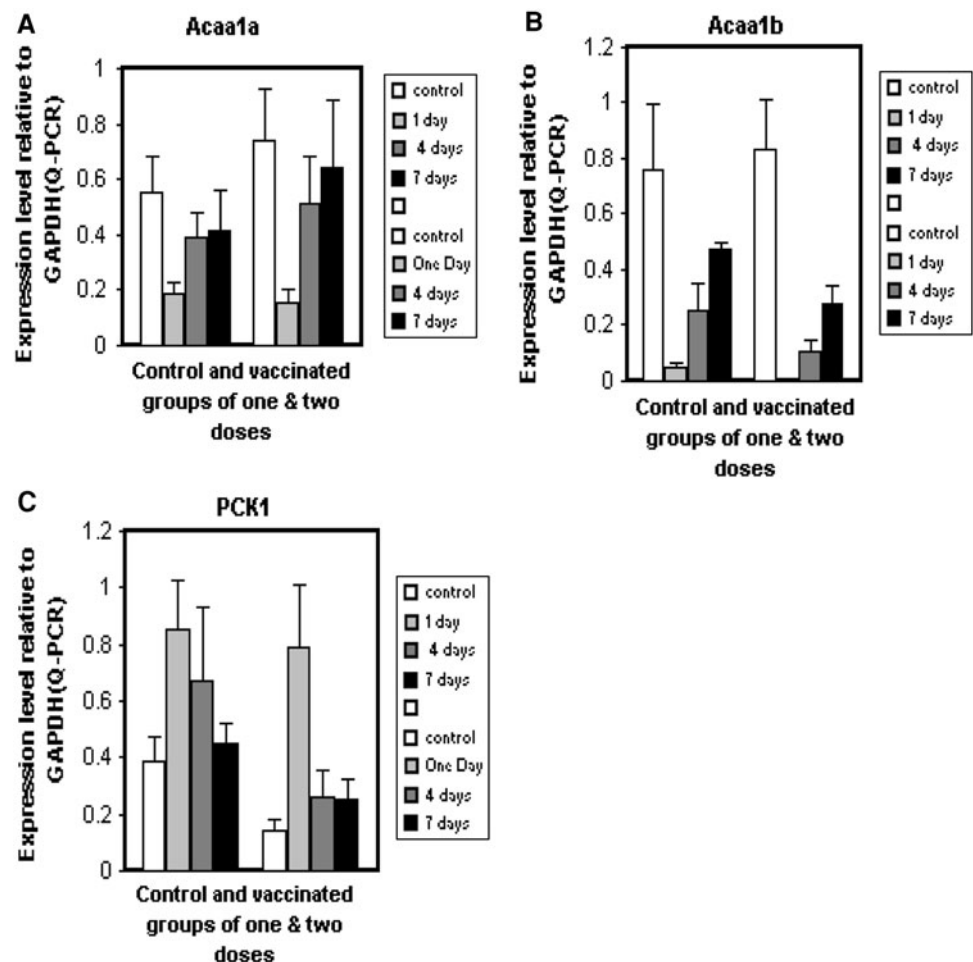 A
Acaa1a
Expression level relative to
GAPDH(Q-PCR)
1
0.8
0.6
0.4
0.2
0
Control and vaccinated
groups of one & two
doses
control
1 day
4 days
7 days
control
One Day
4 days
7 days
B
Acaa1b
Expression level relative to
GAPDH(Q-PCR)
1.2
1
0.8
0.6
0.4
0.2
0
Control and vaccinated
groups of one & two
doses
control
1 day
4 days
7 days
control
1 day
4 days
7 days
C
PCK1
Expression level relative to
GAPDH(Q-PCR)
1.2
1
0.8
0.6
0.4
0.2
0
Control and vaccinated
groups of one & two
doses
control
1 day
4 days
7 days
control
One Day
4 days
7 days